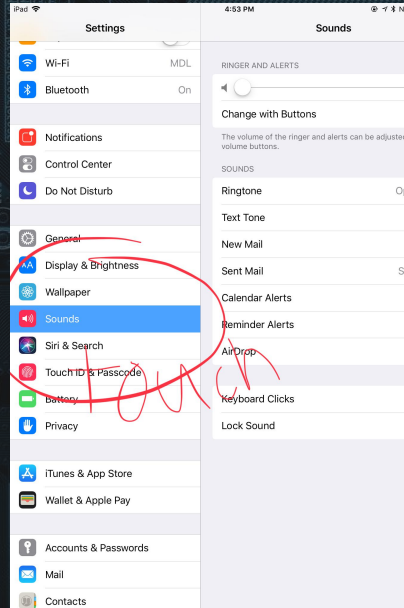 iPad 4:53 PM
Settings
Sounds
Wi-Fi MDL
Bluetooth On
Notifications
Control Center
Do Not Disturb
General
Display & Brightness
Wallpaper
Sounds
Siri & Search
Touch ID & Passcode
Battery
Privacy
iTunes & App Store
Wallet & Apple Pay
Accounts & Passwords
Mail
Contacts
RINGER AND ALERTS
Change with Buttons
The volume of the ringer and alerts can be adjusted
volume buttons.
SOUNDS
Ringtone
Text Tone
New Mail
Sent Mail
Calendar Alerts
Reminder Alerts
AirDrop
Keyboard Clicks
Lock Sound
Touch